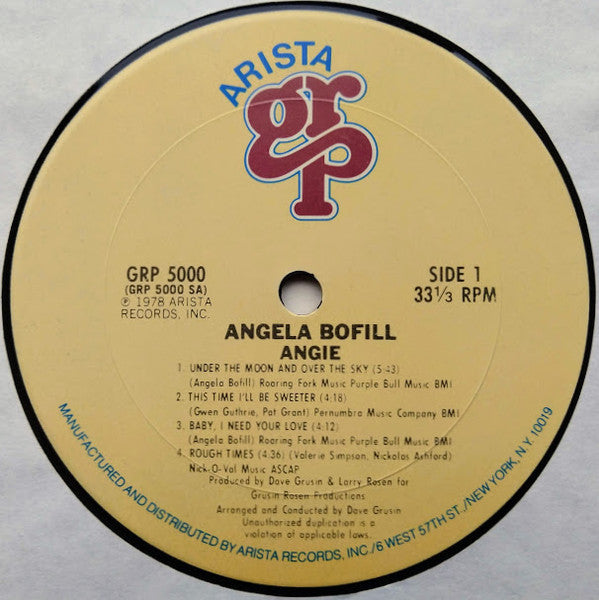 ARISTA
grp
GRP 5000
(GRP 5000 SA)
℗ 1978 ARISTA
RECORDS, INC.
SIDE 1
33 1/3 RPM
ANGELA BOFILL
ANGIE
1. UNDER THE MOON AND OVER THE SKY (5:43)
(Angela Bofill) Roaring Fork Music Purple Bull Music BMI
2. THIS TIME I'LL BE SWEETER (4:18)
(Gwen Guthrie, Pat Grant) Pernumbra Music Company BMI
3. BABY, I NEED YOUR LOVE (4:12)
(Angela Bofill) Roaring Fork Music Purple Bull Music BMI
4. ROUGH TIMES (4:36) (Valerie Simpson, Nickolas Ashford)
Nick-O-Val Music ASCAP
Produced by Dave Grusin & Larry Rosen for
Grusin Rosen Productions
Arranged and Conducted by Dave Grusin
Unauthorized duplication is a
violation of applicable laws.
MANUFACTURED AND DISTRIBUTED BY ARISTA RECORDS, INC./6 WEST 57TH ST./NEW YORK, N.Y. 10019